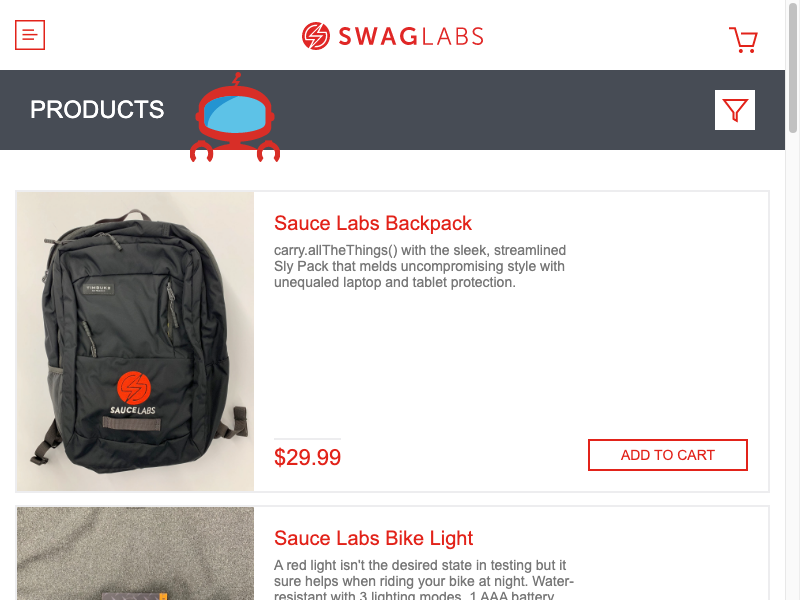 SWAGLABS
PRODUCTS
SAUCELABS
Sauce Labs Backpack
carry.allTheThings() with the sleek, streamlined
Sly Pack that melds uncompromising style with
unequaled laptop and tablet protection.
$29.99
ADD TO CART
Sauce Labs Bike Light
A red light isn't the desired state in testing but it
sure helps when riding your bike at night. Water-
resistant with 3 lighting modes, 1 AAA battery